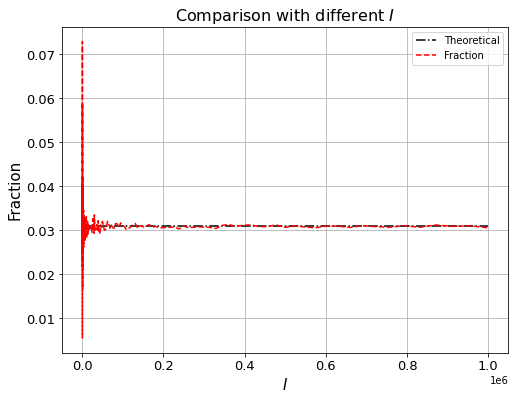 Comparison with different I
Theoretical
Fraction
0.07
0.06
0.05
0.04
0.03
0.02
0.01
Fraction
0.0 0.2 0.4 0.6 0.8 1.0
1e6
I